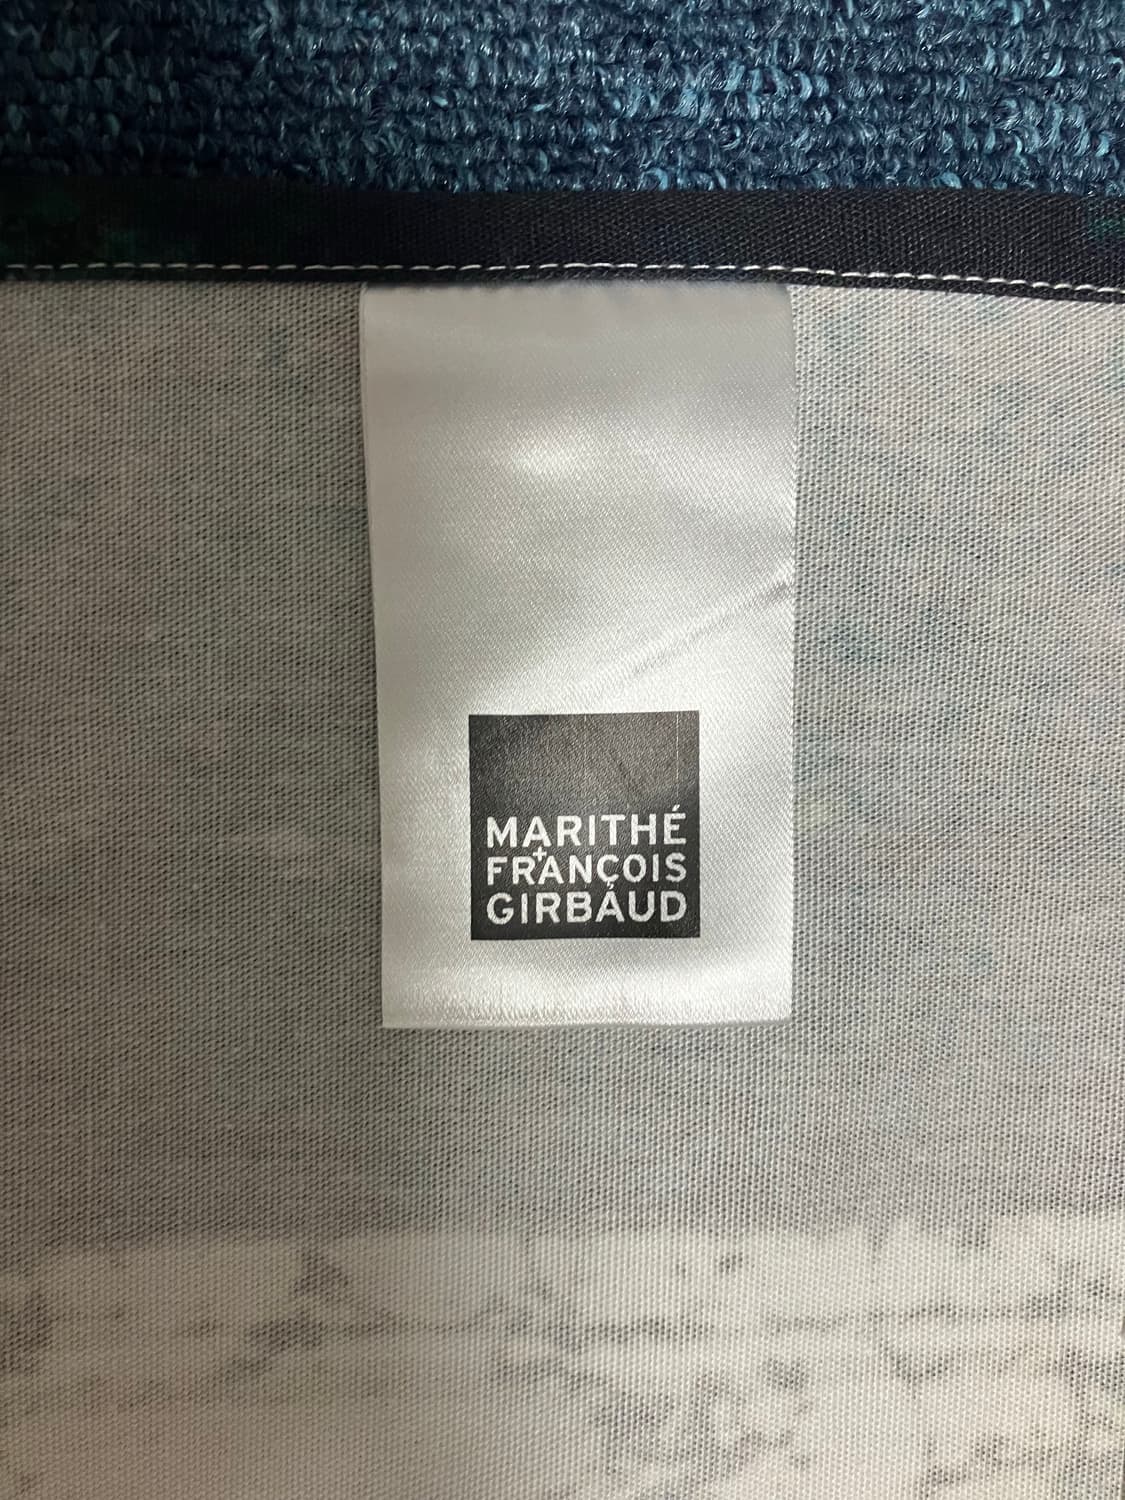 MARITHÉ
+
FRANÇOIS
GIRBAUD